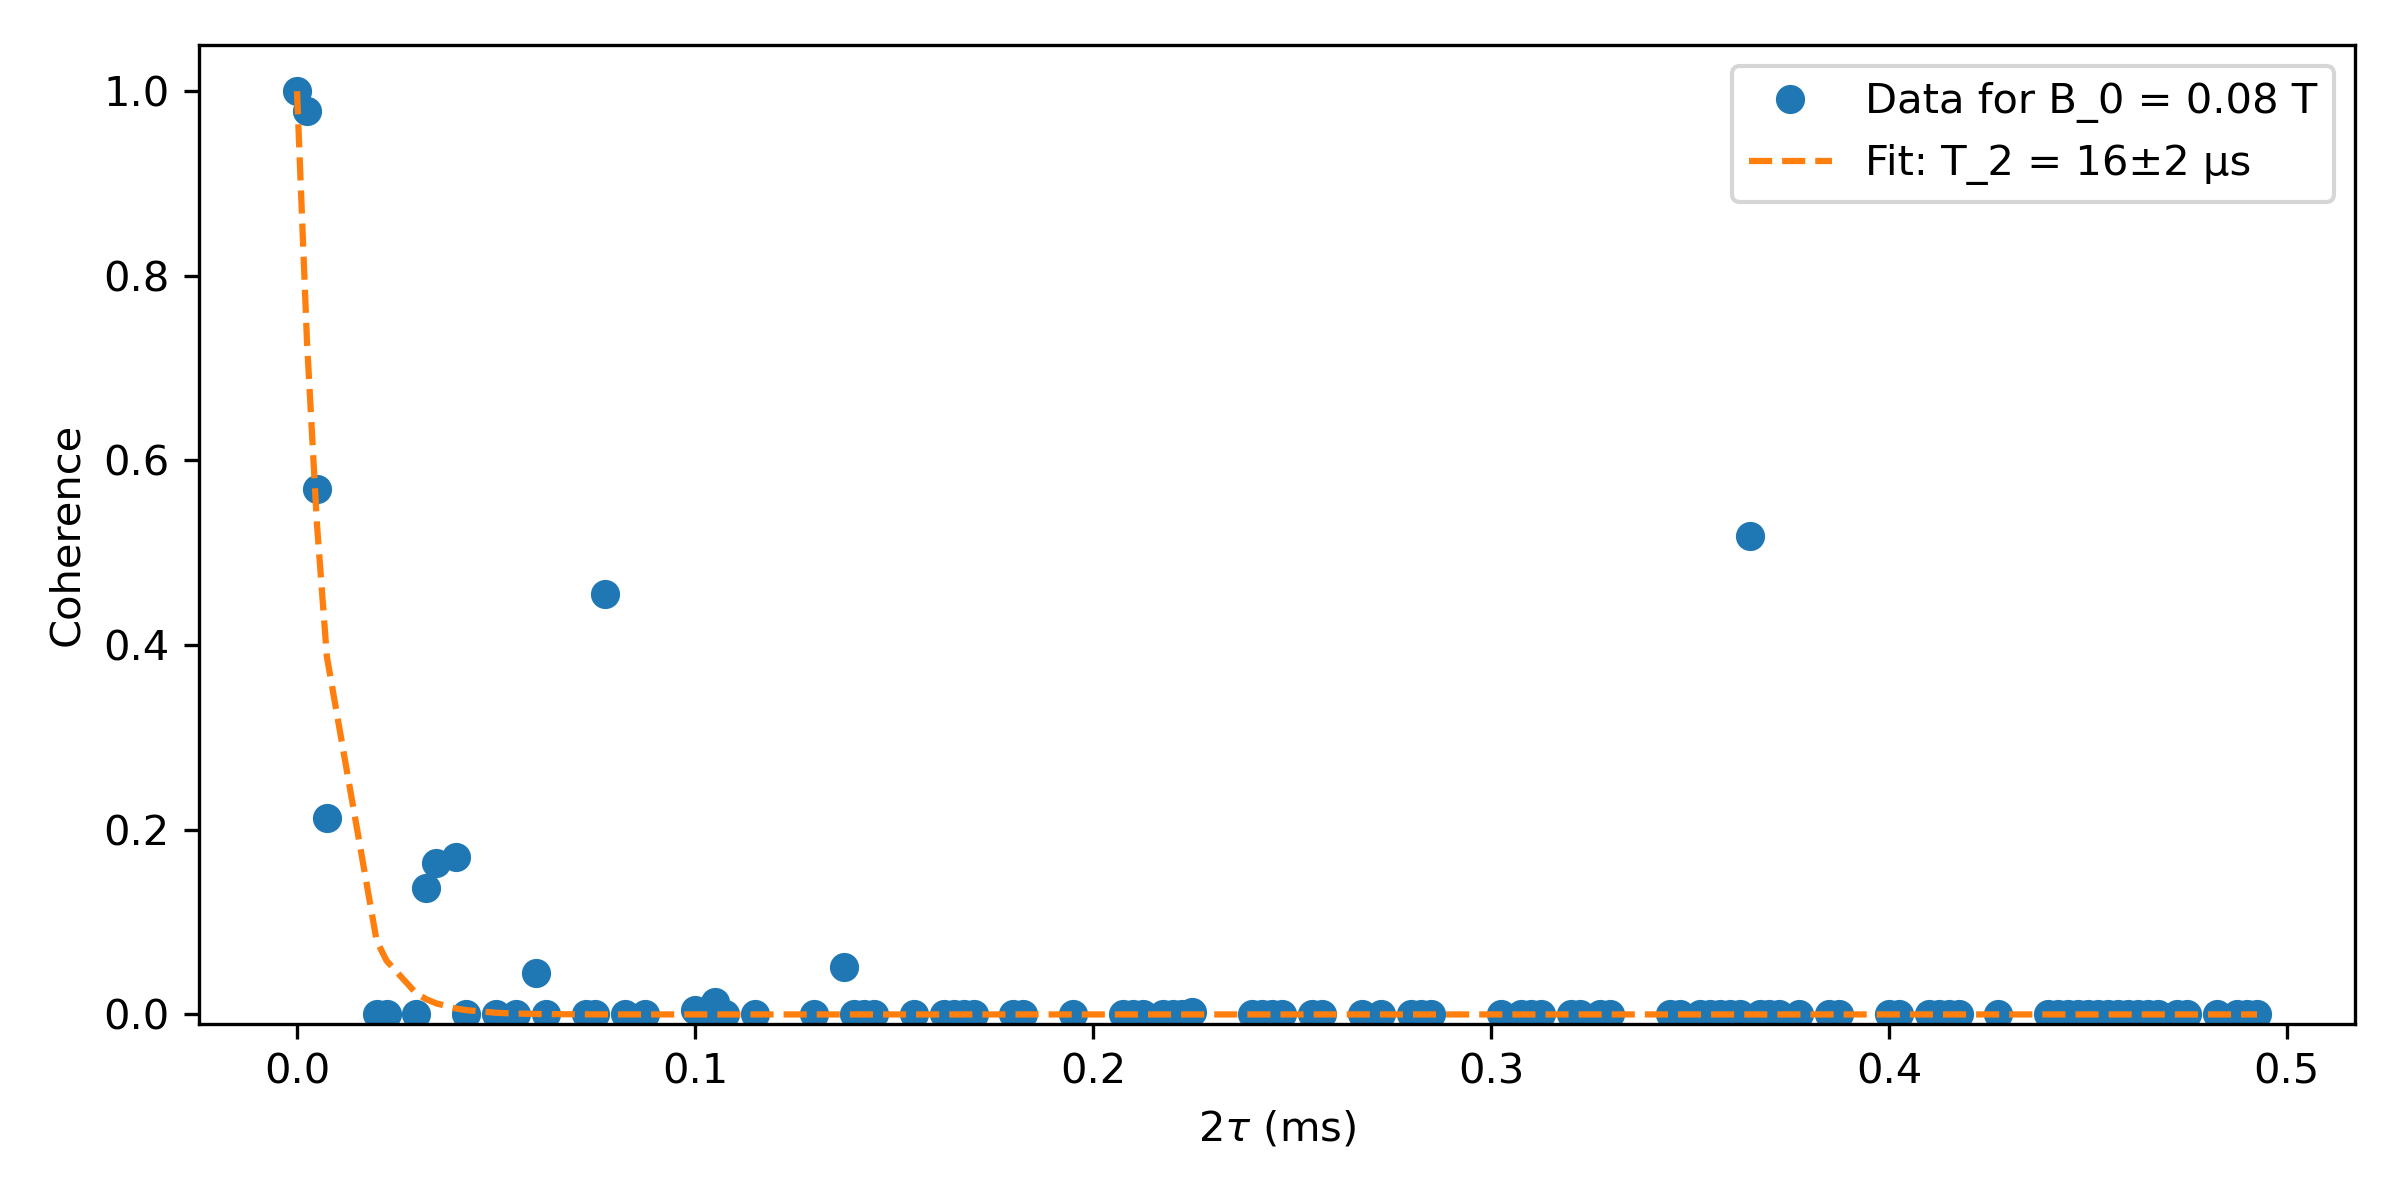 Data for B_0 = 0.08 T
Fit: T_2 = 16±2 μs
Coherence
1.0
0.8
0.6
0.4
0.2
0.0
0.0 0.1 0.2 0.3 0.4 0.5
2τ (ms)